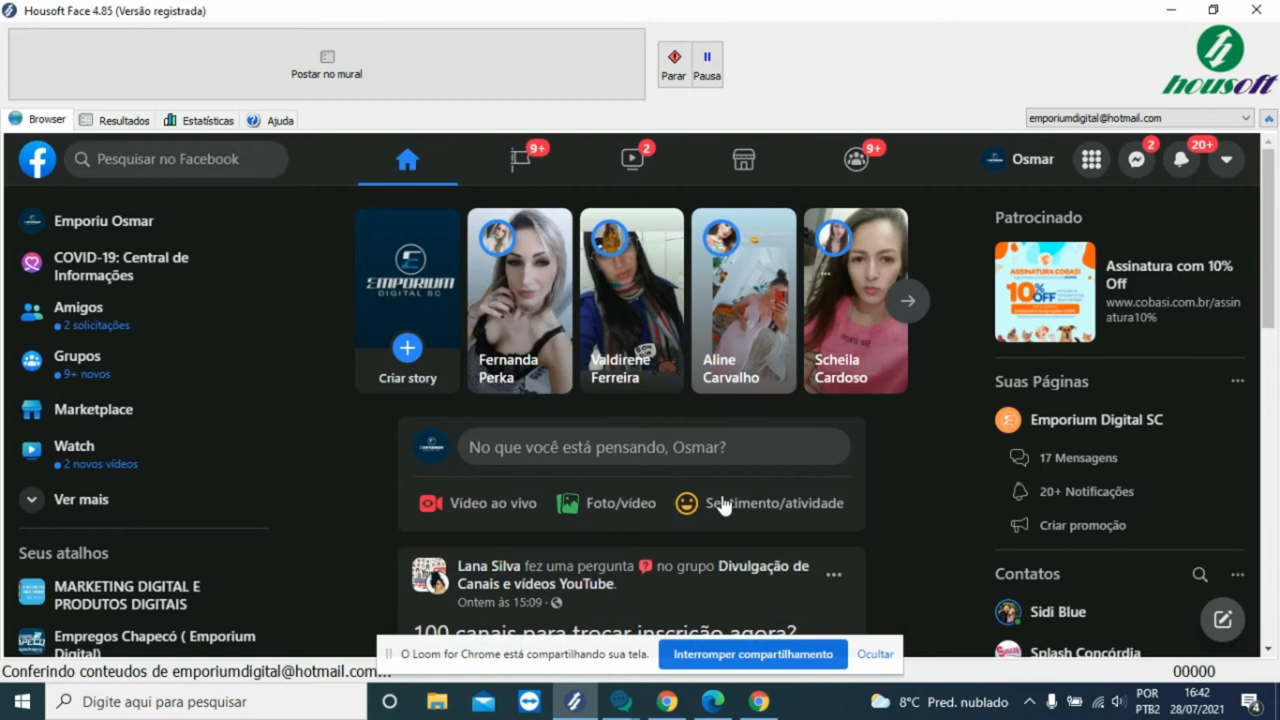 Housoft Face 4.85 (Versão registrada)
Postar no mural
Parar
Pausa
housoft
Browser
Resultados
Estatísticas
Ajuda
emporiumdigital@hotmail.com
Pesquisar no Facebook
9+
2
9+
Osmar
2
20+
Emporiu Osmar
COVID-19: Central de
Informações
Amigos
2 solicitações
Grupos
9+ novos
Marketplace
Watch
2 novos vídeos
Ver mais
Seus atalhos
MARKETING DIGITAL E
PRODUTOS DIGITAIS
Empregos Chapecó ( Emporium
Digital)
EMPORIUM
DIGITAL SC
Criar story
Fernanda
Perka
Valdirene
Ferreira
Aline
Carvalho
Scheila
Cardoso
No que você está pensando, Osmar?
Vídeo ao vivo
Foto/vídeo
Sentimento/atividade
Lana Silva fez uma pergunta no grupo Divulgação de
Canais e vídeos YouTube.
Ontem às 15:09
100 canais para trocar inscrição agora?
Patrocinado
ASSINATURA COBASI
10% OFF
Assinatura com 10%
Off
www.cobasi.com.br/assin
atura10%
Suas Páginas
Emporium Digital SC
17 Mensagens
20+ Notificações
Criar promoção
Contatos
Sidi Blue
Splash Concórdia
O Loom for Chrome está compartilhando sua tela.
Interromper compartilhamento
Ocultar
Conferindo conteudos de emporiumdigital@hotmail.com...
00000
Digite aqui para pesquisar
8°C Pred. nublado
POR
PTB2
16:42
28/07/2021
4